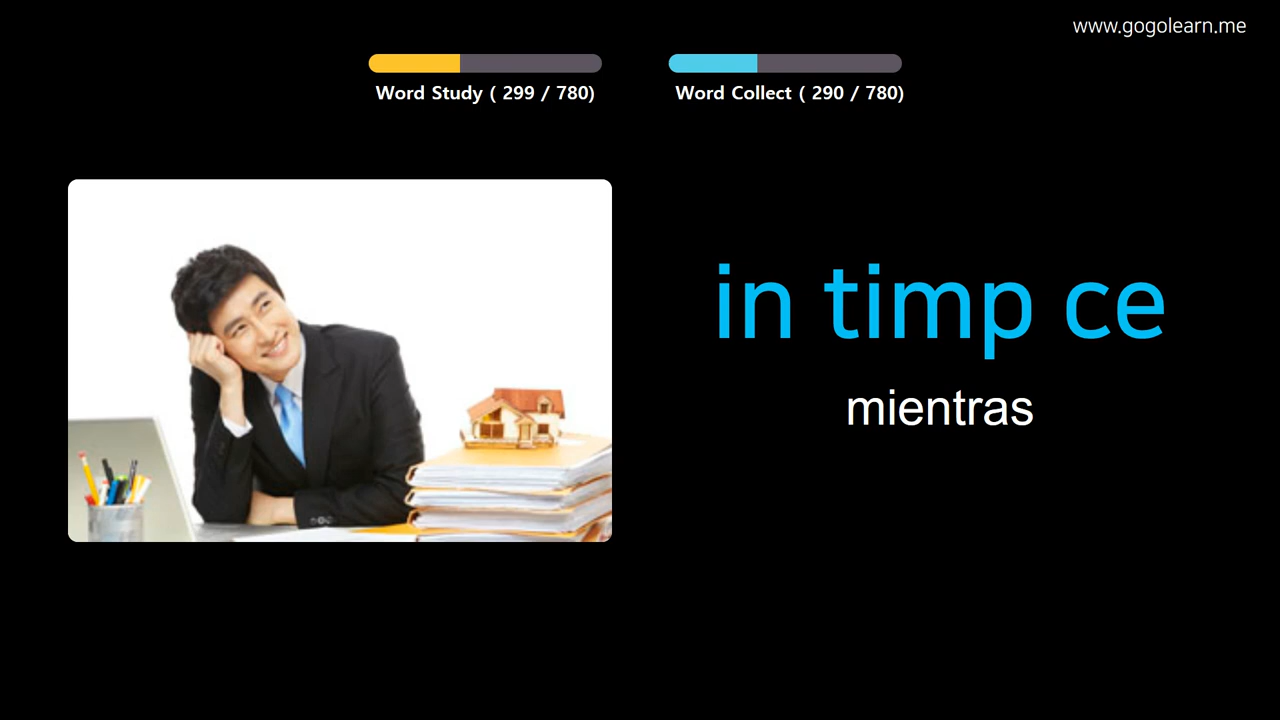 www.gogolearn.me
Word Study ( 299 / 780)
Word Collect ( 290 / 780)
in timp ce
mientras